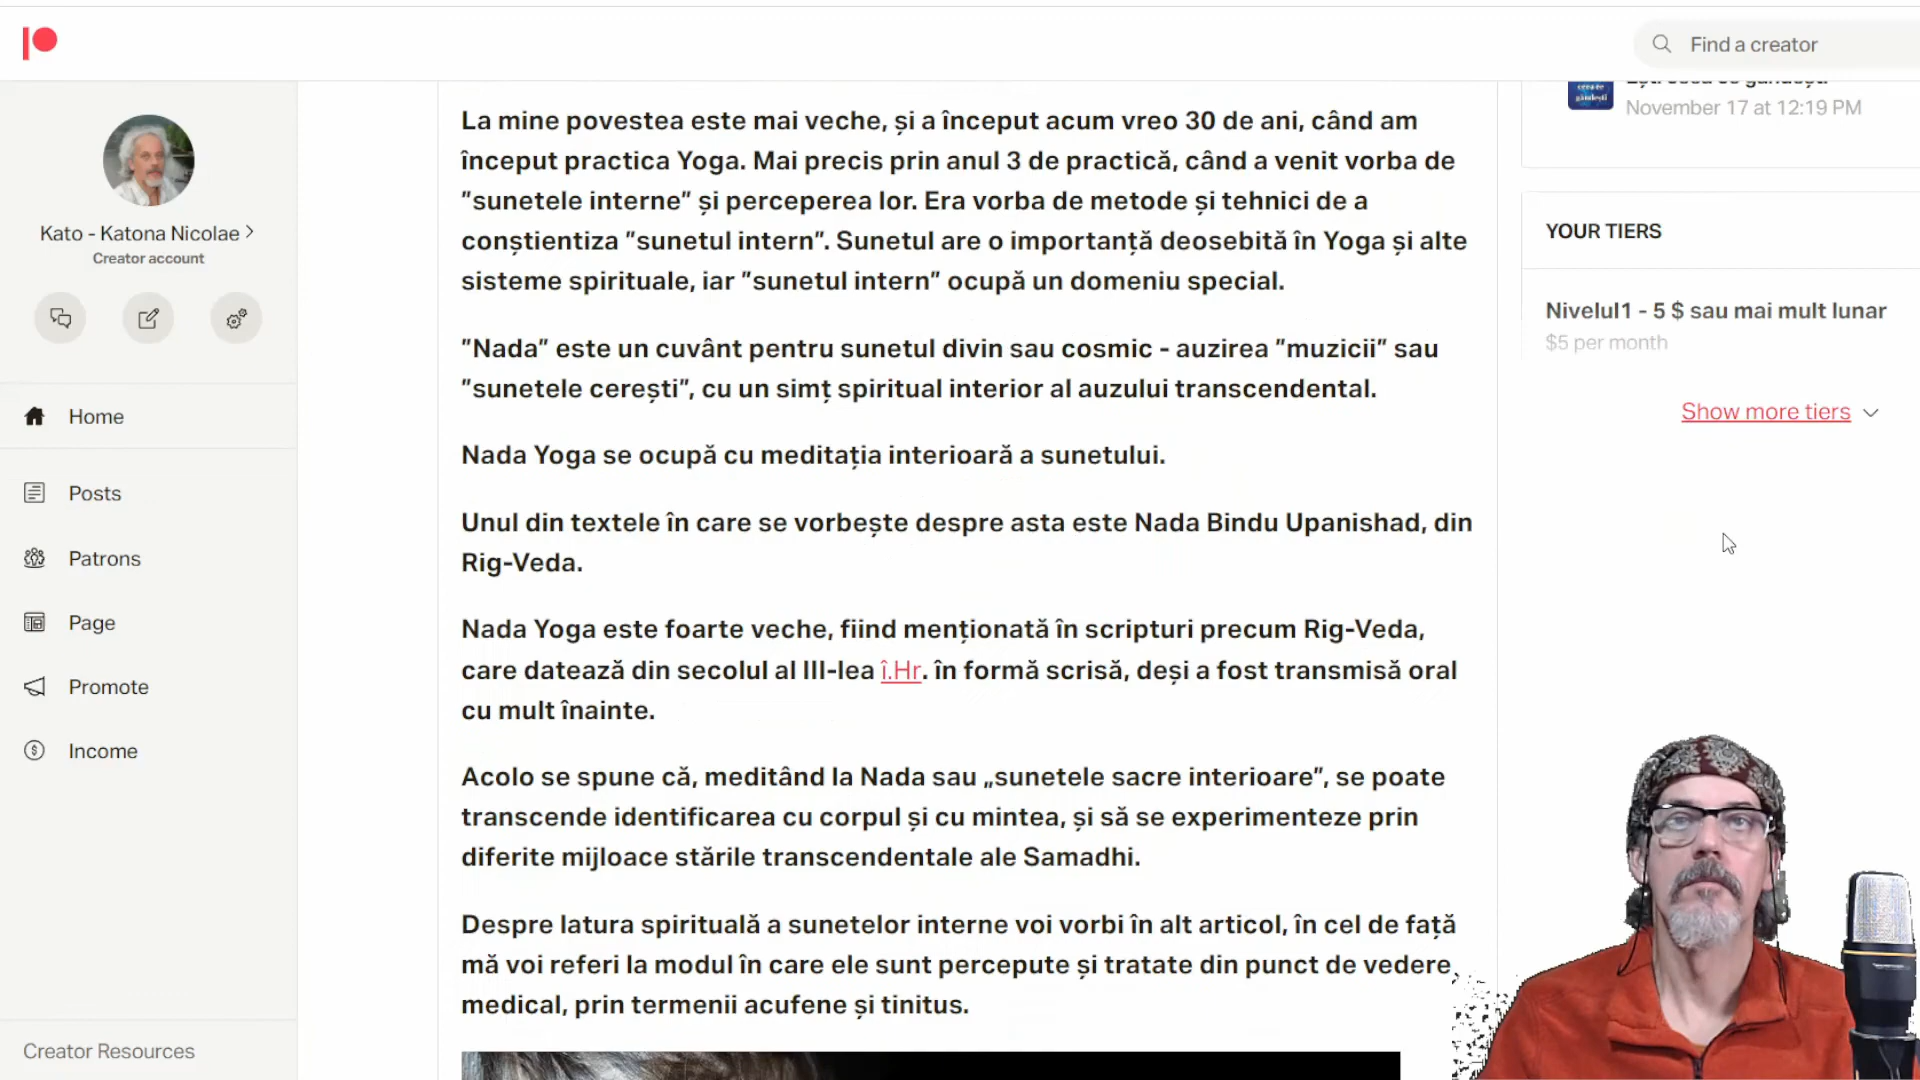 Find a creator
Kato - Katona Nicolae
Creator account
Home
Posts
Patrons
Page
Promote
Income
Creator Resources
La mine povestea este mai veche, și a început acum vreo 30 de ani, când am
început practica Yoga. Mai precis prin anul 3 de practică, când a venit vorba de
"sunetele interne" și perceperea lor. Era vorba de metode și tehnici de a
conștientiza "sunetul intern". Sunetul are o importanță deosebită în Yoga și alte
sisteme spirituale, iar "sunetul intern" ocupă un domeniu special.
"Nada" este un cuvânt pentru sunetul divin sau cosmic - auzirea "muzicii" sau
"sunetele cerești", cu un simț spiritual interior al auzului transcendental.
Nada Yoga se ocupă cu meditația interioară a sunetului.
Unul din textele în care se vorbește despre asta este Nada Bindu Upanishad, din
Rig-Veda.
Nada Yoga este foarte veche, fiind menționată în scripturi precum Rig-Veda,
care datează din secolul al III-lea î.Hr. în formă scrisă, deși a fost transmisă oral
cu mult înainte.
Acolo se spune că, meditând la Nada sau „sunetele sacre interioare”, se poate
transcende identificarea cu corpul și cu mintea, și să se experimenteze prin
diferite mijloace stările transcendentale ale Samadhi.
Despre latura spirituală a sunetelor interne voi vorbi în alt articol, în cel de față
mă voi referi la modul în care ele sunt percepute și tratate din punct de vedere
medical, prin termenii acufene și tinitus.
November 17 at 12:19 PM
YOUR TIERS
Nivelul1 - 5 $ sau mai mult lunar
$5 per month
Show more tiers